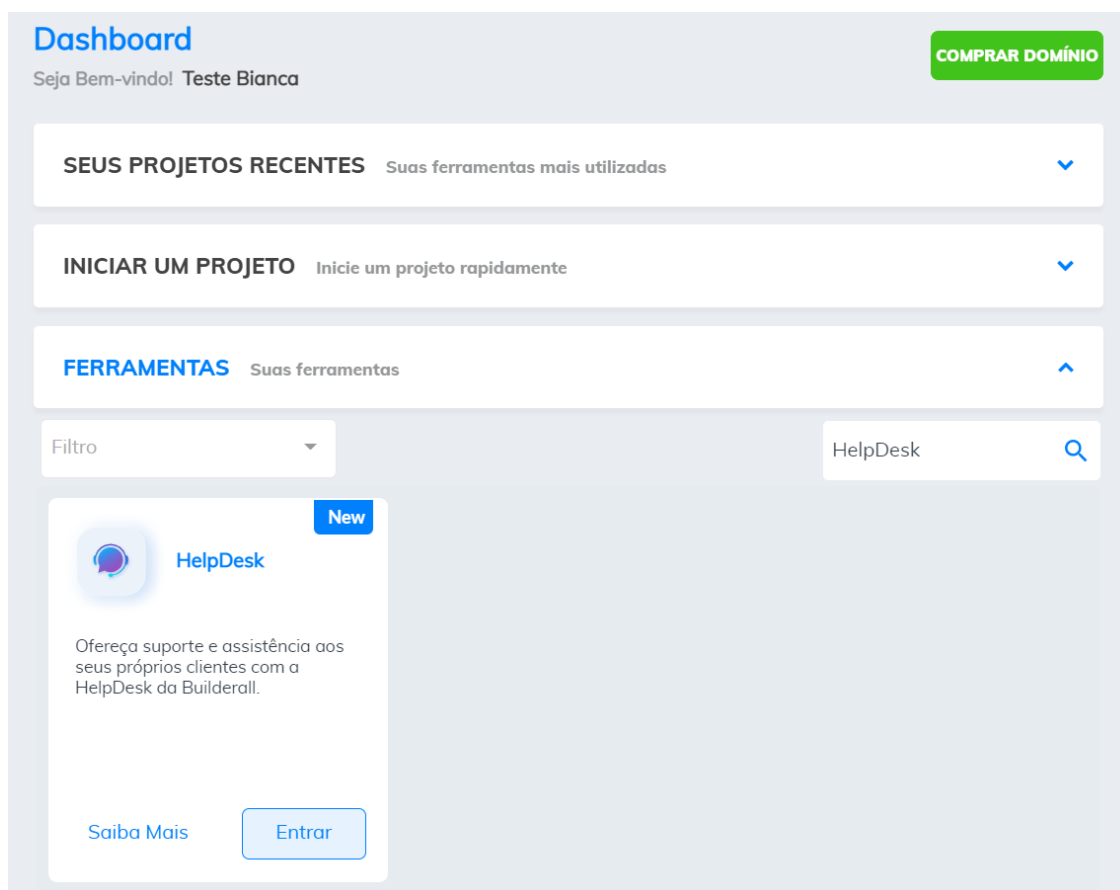 Dashboard
COMPRAR DOMÍNIO
Seja Bem-vindo! Teste Bianca
SEUS PROJETOS RECENTES Suas ferramentas mais utilizadas
INICIAR UM PROJETO Inicie um projeto rapidamente
FERRAMENTAS Suas ferramentas
Filtro
HelpDesk
New
HelpDesk
Ofereça suporte e assistência aos
seus próprios clientes com a
HelpDesk da Builderall.
Saiba Mais
Entrar